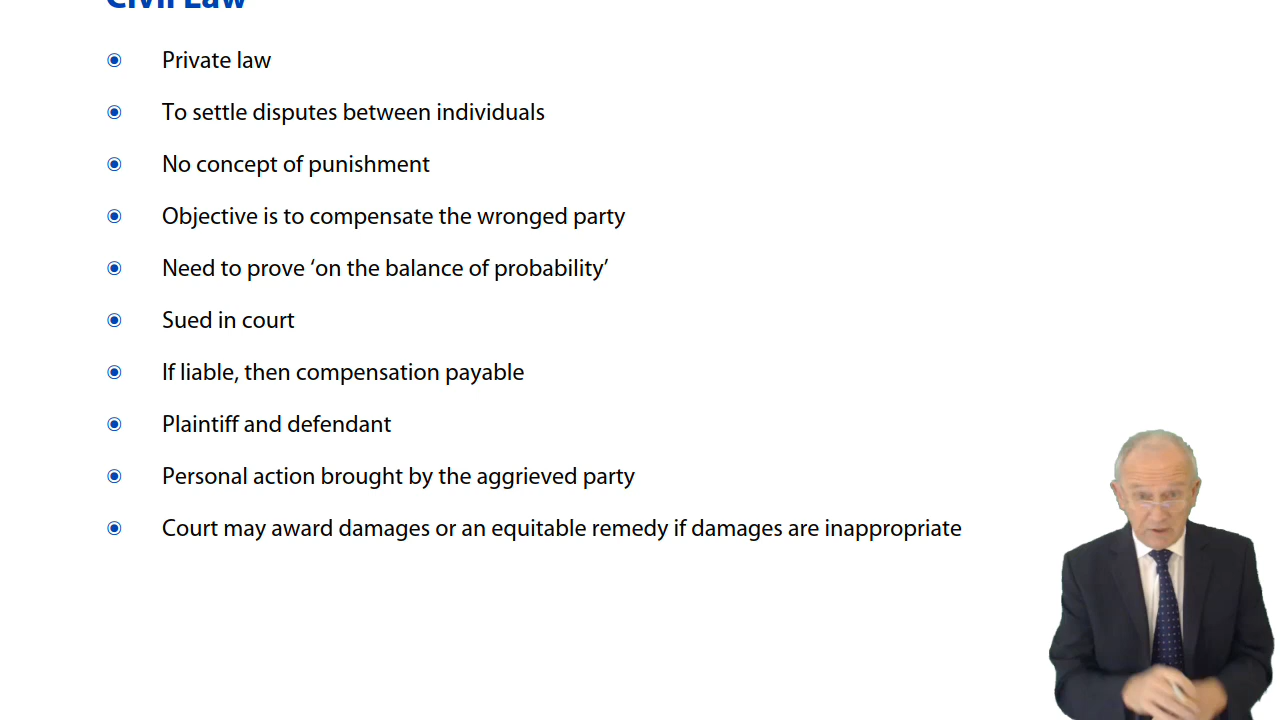 Civil Law
Private law
To settle disputes between individuals
No concept of punishment
Objective is to compensate the wronged party
Need to prove ‘on the balance of probability’
Sued in court
If liable, then compensation payable
Plaintiff and defendant
Personal action brought by the aggrieved party
Court may award damages or an equitable remedy if damages are inappropriate